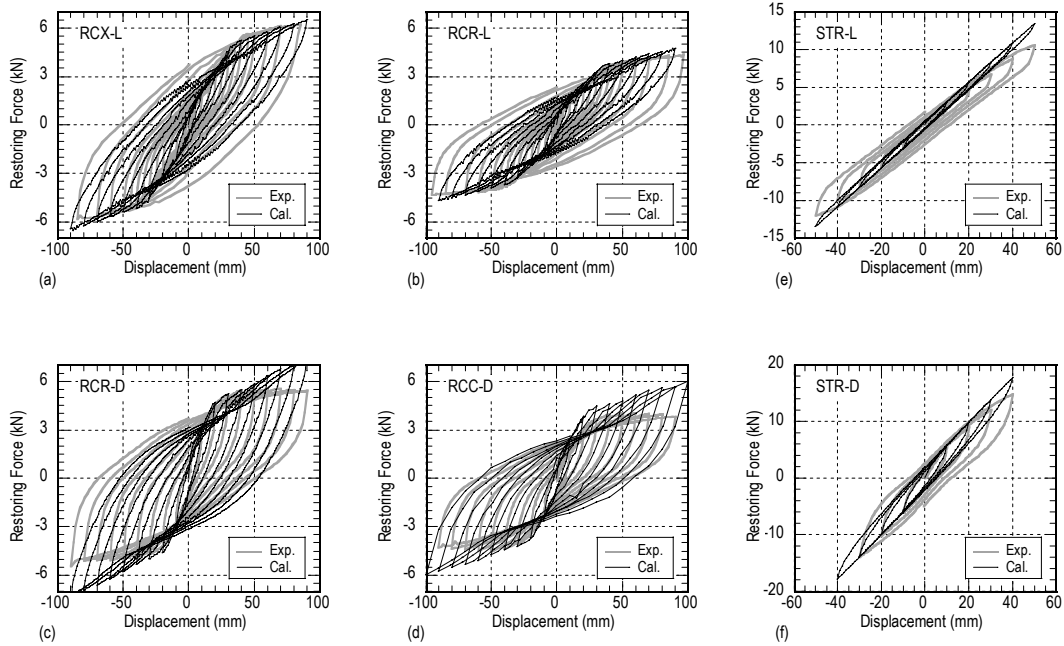 RCX-L
Restoring Force (kN)
6
3
0
-3
-6
Exp.
Cal.
-100 -50 0 50 100
Displacement (mm)
(a)
RCR-L
Restoring Force (kN)
6
3
0
-3
-6
Exp.
Cal.
-100 -50 0 50 100
Displacement (mm)
(b)
STR-L
Restoring Force (kN)
15
10
5
0
-5
-10
-15
Exp.
Cal.
-60 -40 -20 0 20 40 60
Displacement (mm)
(e)
RCR-D
Restoring Force (kN)
6
3
0
-3
-6
Exp.
Cal.
-100 -50 0 50 100
Displacement (mm)
(c)
RCC-D
Restoring Force (kN)
6
3
0
-3
-6
Exp.
Cal.
-100 -50 0 50 100
Displacement (mm)
(d)
STR-D
Restoring Force (kN)
20
10
0
-10
-20
Exp.
Cal.
-60 -40 -20 0 20 40 60
Displacement (mm)
(f)